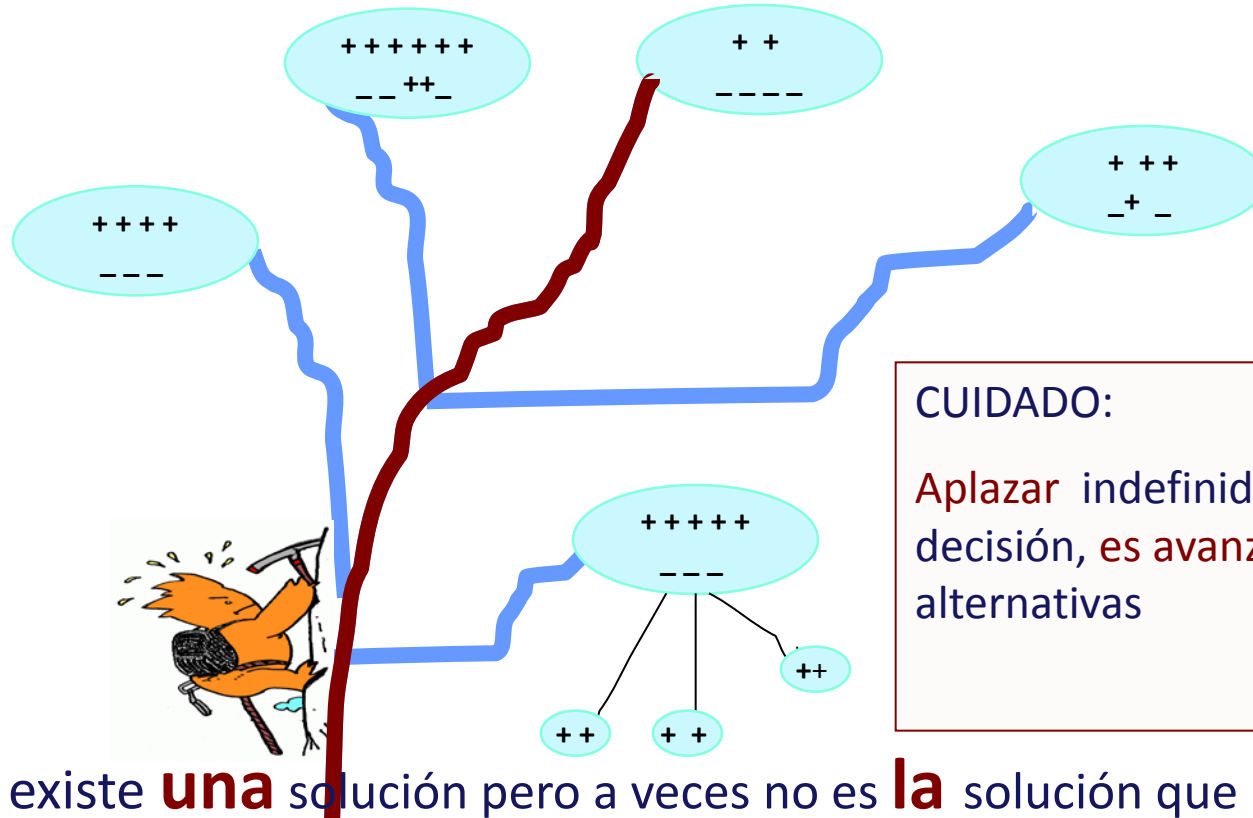 + + + + + +
_ _ ++_
+ +
_ _ _ _
+ + +
_+ _
+ + + +
_ _ _
CUIDADO:
Aplazar indefinid
decisión, es avanz
alternativas
+ + + + +
_ _ _
++
+ +
+ +
existe una solución pero a veces no es la solución que